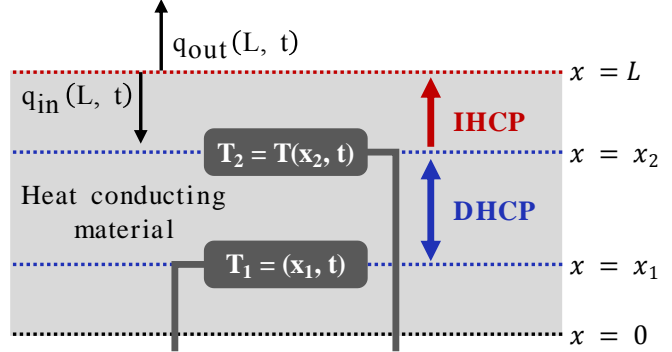 q_out(L, t)
x = L
q_in(L, t)
IHCP
T₂ = T(x₂, t)
x = x₂
Heat conducting
material
DHCP
T₁ = (x₁, t)
x = x₁
x = 0